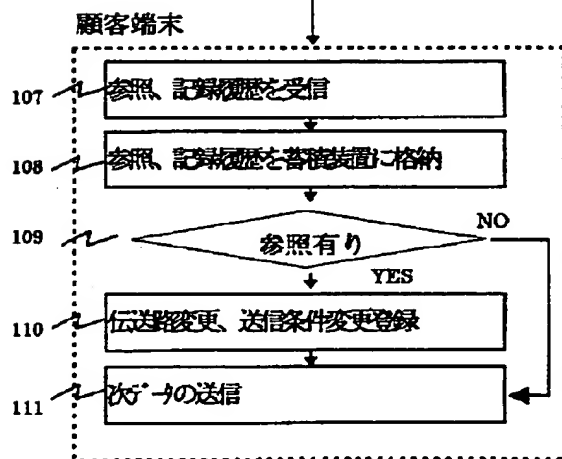 顧客端末
107 参照、記録履歴を受信
108 参照、記録履歴を蓄積装置に格納
109 参照有り NO
YES
110 伝送路変更、送信条件変更登録
111 次データの送信